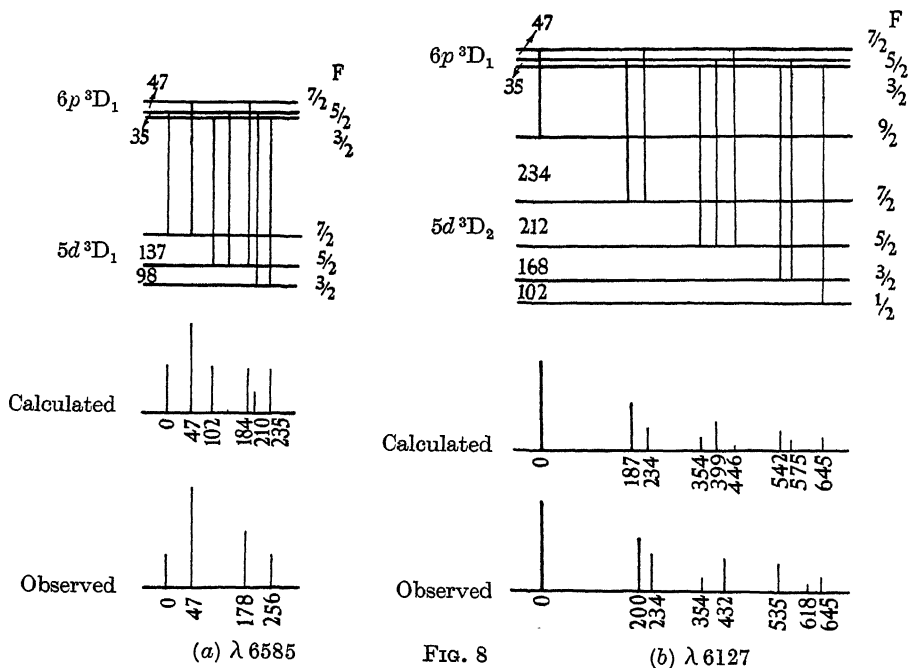 F
47
6p ³D₁
7/2
5/2
3/2
35
7/2
5d ³D₁
137
5/2
98
3/2
Calculated
0 47 102 184 210 235
Observed
0 47 178 256
(a) λ 6585
F
47
6p ³D₁
7/2
5/2
3/2
35
9/2
234
7/2
5d ³D₂
212
5/2
168
3/2
102
1/2
Calculated
0 187 234 354 399 446 542 575 645
Observed
0 200 234 354 432 535 618 645
(b) λ 6127
FIG. 8